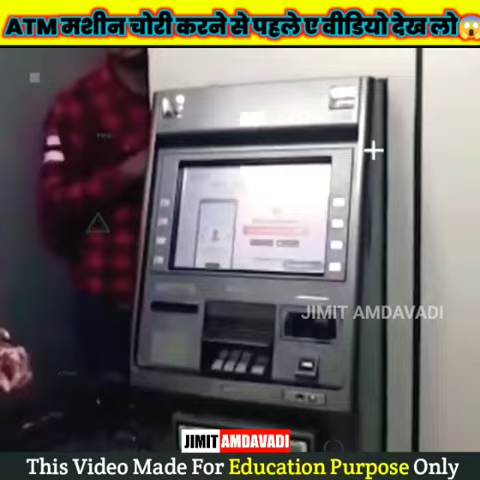 ATM मशीन चोरी करने से पहले ए वीडियो देख लो😱
JIMIT AMDAVADI
JIMIT AMDAVADI
This Video Made For Education Purpose Only